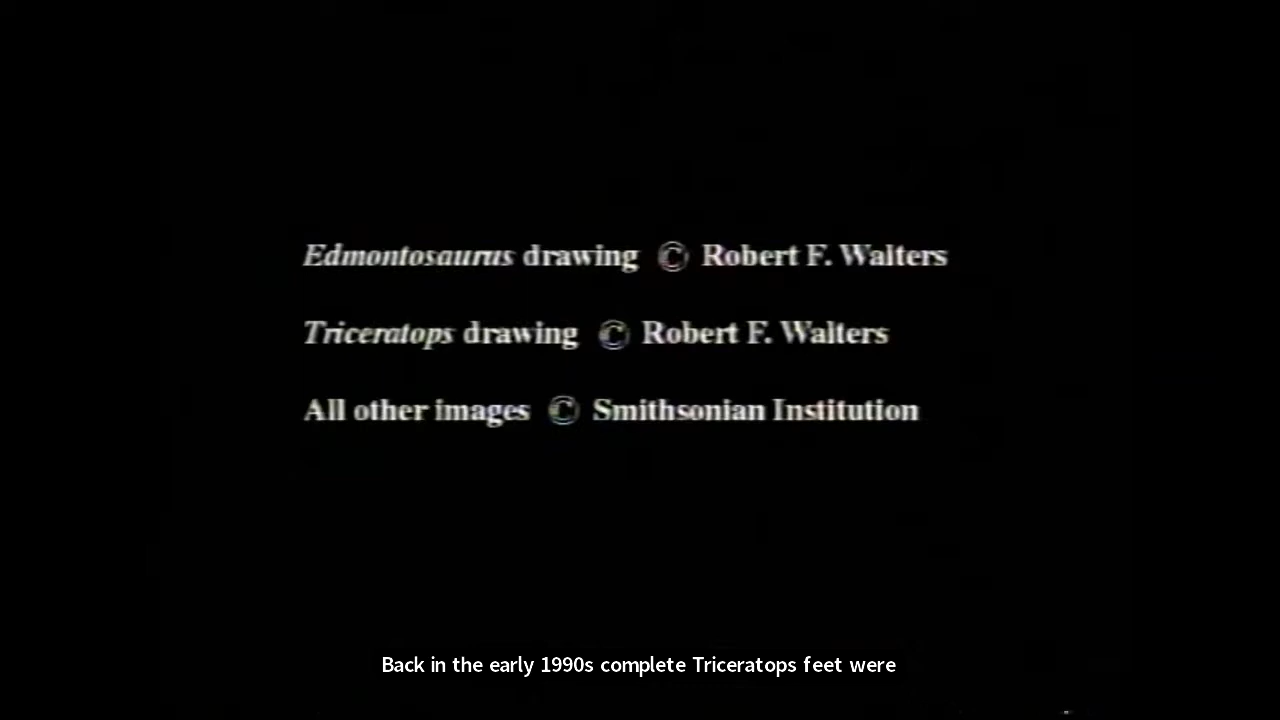 Edmontosaurus drawing © Robert F. Walters
Triceratops drawing © Robert F. Walters
All other images © Smithsonian Institution
Back in the early 1990s complete Triceratops feet were